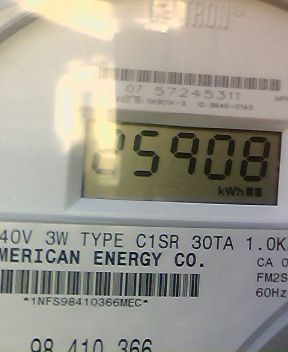 TRON®
07 57245311
25908
kWh
40V 3W TYPE C1SR 30TA 1.0K
MERICAN ENERGY CO.
CA 0
FM2S
60Hz
*1NFS98410366MEC*
98 410 366